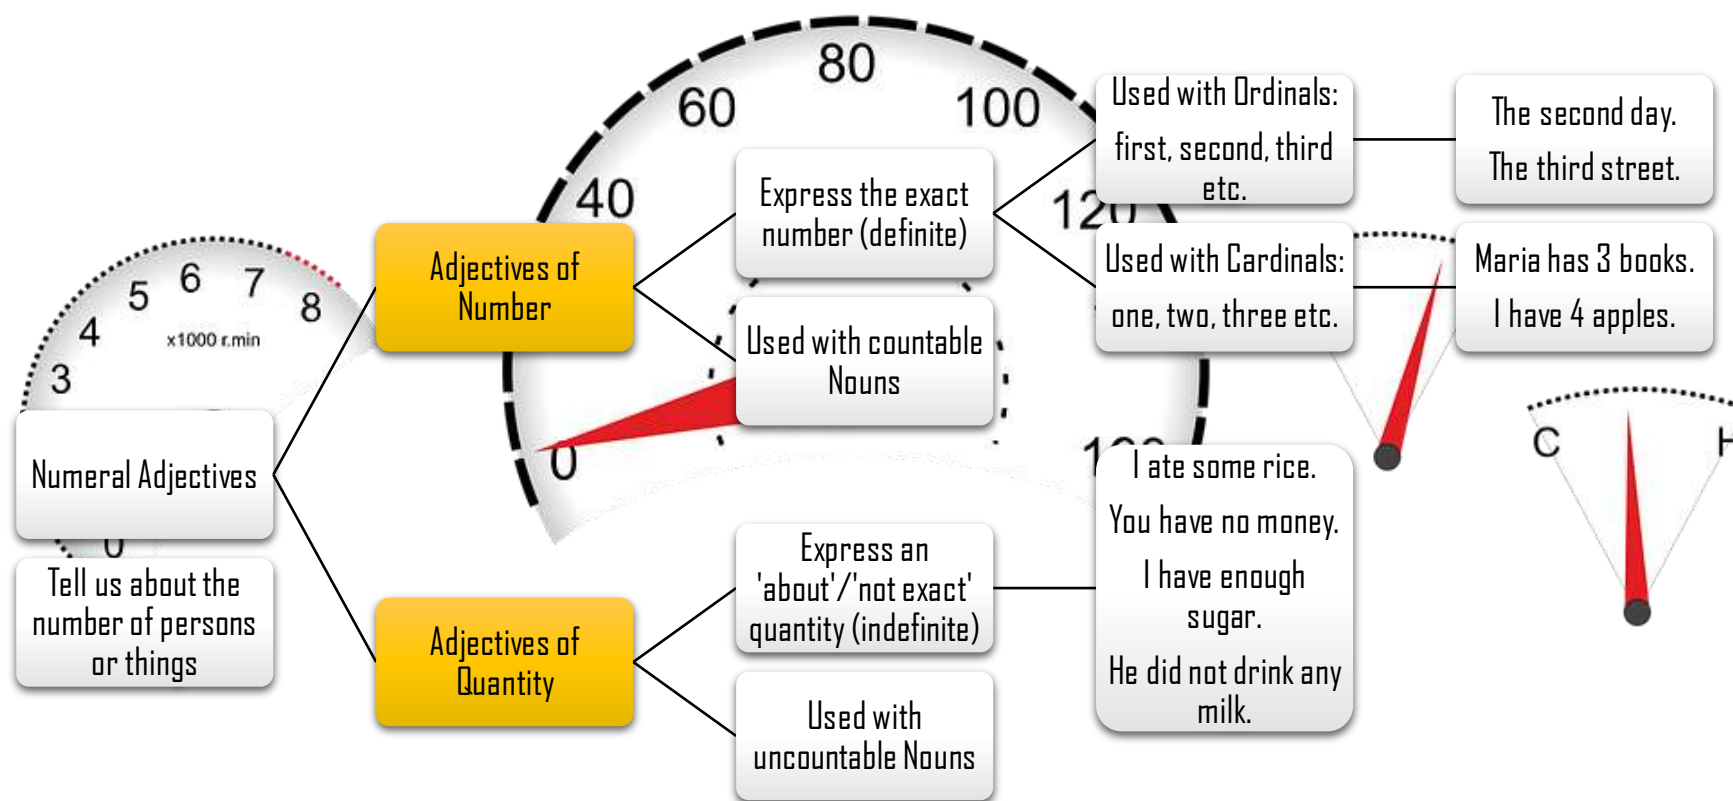 Numeral Adjectives
Tell us about the
number of persons
or things
Adjectives of
Number
Express the exact
number (definite)
Used with Ordinals:
first, second, third
etc.
The second day.
The third street.
Used with Cardinals:
one, two, three etc.
Maria has 3 books.
I have 4 apples.
Used with countable
Nouns
Adjectives of
Quantity
Express an
'about'/'not exact'
quantity (indefinite)
I ate some rice.
You have no money.
I have enough
sugar.
He did not drink any
milk.
Used with
uncountable Nouns
0
3
4
5
6
7
8
x1000 r.min
0
40
60
80
100
120
C
H